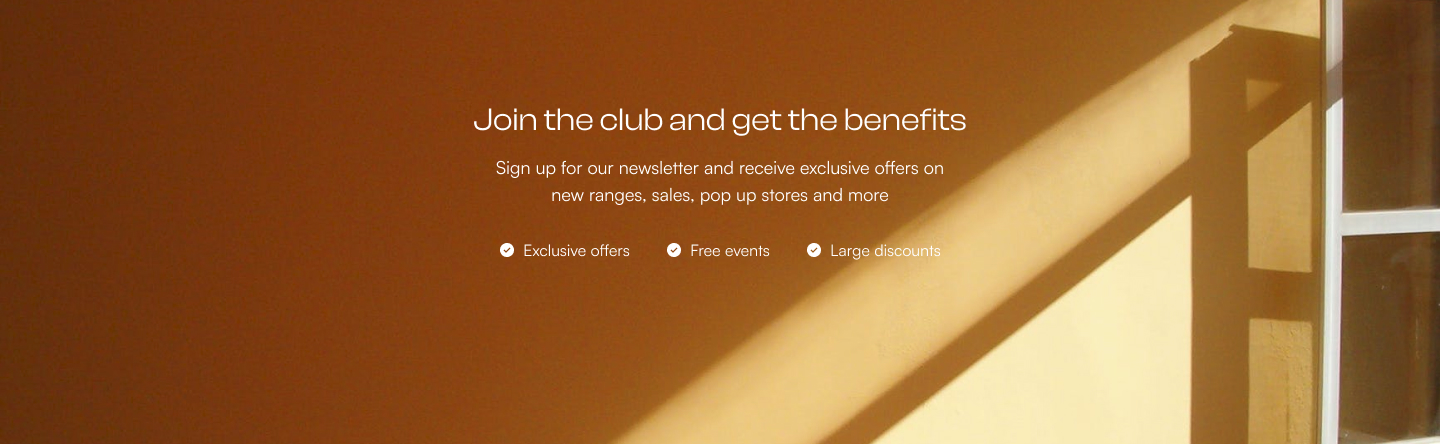 Join the club and get the benefits
Sign up for our newsletter and receive exclusive offers on
new ranges, sales, pop up stores and more
Exclusive offers Free events Large discounts